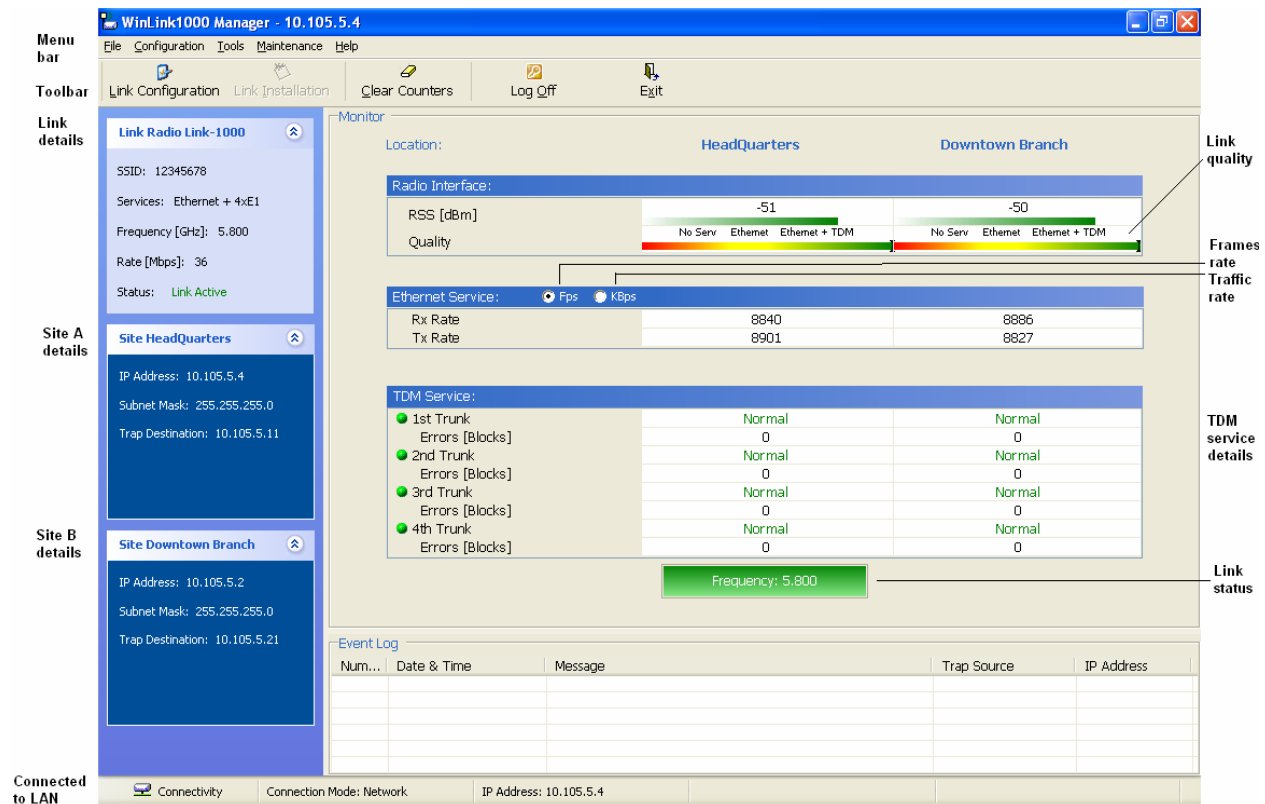 WinLink1000 Manager - 10.105.5.4
Menu bar
File Configuration Tools Maintenance Help
Toolbar
Link Configuration Link Installation Clear Counters Log Off Exit
Link details
Link Radio Link-1000
SSID: 12345678
Services: Ethernet + 4xE1
Frequency [GHz]: 5.800
Rate [Mbps]: 36
Status: Link Active
Site A details
Site HeadQuarters
IP Address: 10.105.5.4
Subnet Mask: 255.255.255.0
Trap Destination: 10.105.5.11
Site B details
Site Downtown Branch
IP Address: 10.105.5.2
Subnet Mask: 255.255.255.0
Trap Destination: 10.105.5.21
Monitor
Location: HeadQuarters Downtown Branch
Link quality
Radio Interface:
RSS [dBm] -51 -50
No Serv Ethernet Ethernet + TDM No Serv Ethernet Ethernet + TDM
Quality
Frames rate
Traffic rate
Ethernet Service: Fps KBps
Rx Rate 8840 8886
Tx Rate 8901 8827
TDM Service:
1st Trunk Normal Normal
Errors [Blocks] 0 0
2nd Trunk Normal Normal
Errors [Blocks] 0 0
3rd Trunk Normal Normal
Errors [Blocks] 0 0
4th Trunk Normal Normal
Errors [Blocks] 0 0
TDM service details
Frequency: 5.800
Link status
Event Log
Num... Date & Time Message Trap Source IP Address
Connected to LAN
Connectivity Connection Mode: Network IP Address: 10.105.5.4